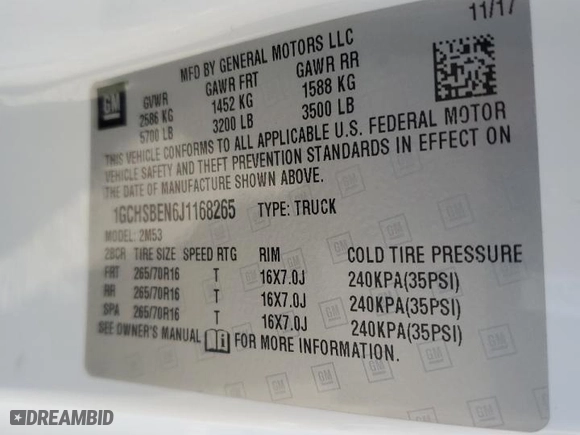 11/17
MFD BY GENERAL MOTORS LLC
GM
GVWR GAWR FRT GAWR RR
2586 KG 1452 KG 1588 KG
5700 LB 3200 LB 3500 LB
THIS VEHICLE CONFORMS TO ALL APPLICABLE U.S. FEDERAL MOTOR
VEHICLE SAFETY AND THEFT PREVENTION STANDARDS IN EFFECT ON
THE DATE OF MANUFACTURE SHOWN ABOVE.
1GCHSBEN6J1168265 TYPE: TRUCK
MODEL: 2M53
2BCR TIRE SIZE SPEED RTG RIM COLD TIRE PRESSURE
FRT 265/70R16 T 16X7.0J 240KPA(35PSI)
RR 265/70R16 T 16X7.0J 240KPA(35PSI)
SPA 265/70R16 T 16X7.0J 240KPA(35PSI)
SEE OWNER'S MANUAL FOR MORE INFORMATION.
DREAMBID